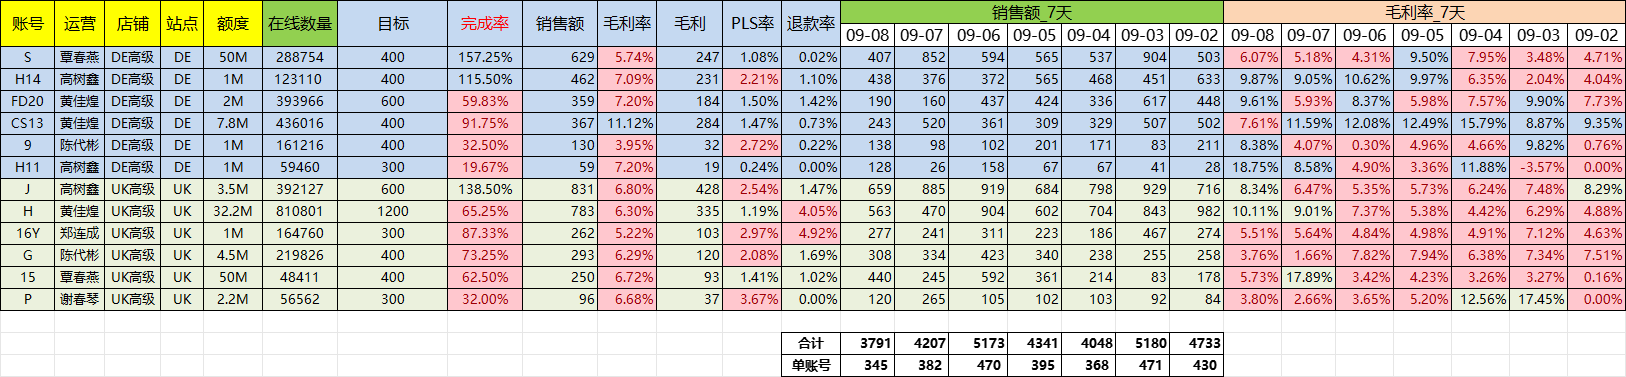 账号 运营 店铺 站点 额度 在线数量 目标 完成率 销售额 毛利率 毛利 PLS率 退款率 销售额_7天 毛利率_7天
09-08 09-07 09-06 09-05 09-04 09-03 09-02 09-08 09-07 09-06 09-05 09-04 09-03 09-02
S 覃春燕 DE高级 DE 50M 288754 400 157.25% 629 5.74% 247 1.08% 0.02% 407 852 594 565 537 904 503 6.07% 5.18% 4.31% 9.50% 7.95% 3.48% 4.71%
H14 高树鑫 DE高级 DE 1M 123110 400 115.50% 462 7.09% 231 2.21% 1.10% 438 376 372 565 468 451 633 9.87% 9.05% 10.62% 9.97% 6.35% 2.04% 4.04%
FD20 黄佳煌 DE高级 DE 2M 393966 600 59.83% 359 7.20% 184 1.50% 1.42% 190 160 437 424 336 617 448 9.61% 5.93% 8.37% 5.98% 7.57% 9.90% 7.73%
CS13 黄佳煌 DE高级 DE 7.8M 436016 400 91.75% 367 11.12% 284 1.47% 0.73% 243 520 361 309 329 507 502 7.61% 11.59% 12.08% 12.49% 15.79% 8.87% 9.35%
9 陈代彬 DE高级 DE 1M 161216 400 32.50% 130 3.95% 32 2.72% 0.22% 138 98 102 201 171 83 211 8.38% 4.07% 0.30% 4.96% 4.66% 9.82% 0.76%
H11 高树鑫 DE高级 DE 1M 59460 300 19.67% 59 7.20% 19 0.24% 0.00% 128 26 158 67 67 41 28 18.75% 8.58% 4.90% 3.36% 11.88% -3.57% 0.00%
J 高树鑫 UK高级 UK 3.5M 392127 600 138.50% 831 6.80% 428 2.54% 1.47% 659 885 919 684 798 929 716 8.34% 6.47% 5.35% 5.73% 6.24% 7.48% 8.29%
H 黄佳煌 UK高级 UK 32.2M 810801 1200 65.25% 783 6.30% 335 1.19% 4.05% 563 470 904 602 704 843 982 10.11% 9.01% 7.37% 5.38% 4.42% 6.29% 4.88%
16Y 郑连成 UK高级 UK 1M 164760 300 87.33% 262 5.22% 103 2.97% 4.92% 277 241 311 223 186 467 274 5.51% 5.64% 4.84% 4.98% 4.91% 7.12% 4.63%
G 陈代彬 UK高级 UK 4.5M 219826 400 73.25% 293 6.29% 120 2.08% 1.69% 308 334 423 340 238 255 258 3.76% 1.66% 7.82% 7.94% 6.38% 7.34% 7.51%
15 覃春燕 UK高级 UK 50M 48411 400 62.50% 250 6.72% 93 1.41% 1.02% 440 245 592 361 214 83 178 5.73% 17.89% 3.42% 4.23% 3.26% 3.27% 0.16%
P 谢春琴 UK高级 UK 2.2M 56562 300 32.00% 96 6.68% 37 3.67% 0.00% 120 265 105 102 103 92 84 3.80% 2.66% 3.65% 5.20% 12.56% 17.45% 0.00%
合计 3791 4207 5173 4341 4048 5180 4733
单账号 345 382 470 395 368 471 430